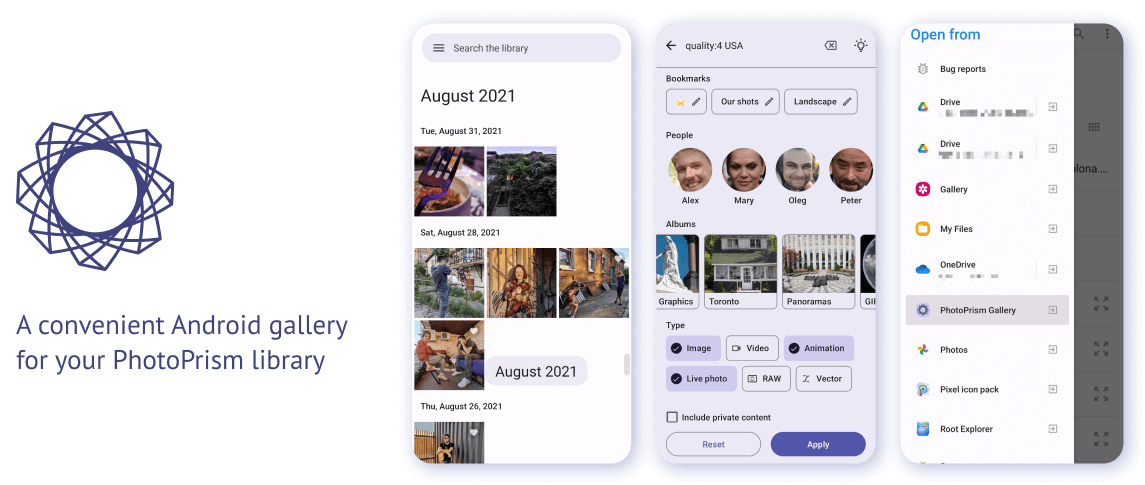 A convenient Android gallery
for your PhotoPrism library
Search the library
August 2021
Tue, August 31, 2021
Sat, August 28, 2021
August 2021
Thu, August 26, 2021
quality:4 USA
Bookmarks
Our shots
Landscape
People
Alex
Mary
Oleg
Peter
Albums
Graphics
Toronto
Panoramas
GIF
Type
Image
Video
Animation
Live photo
RAW
Vector
Include private content
Reset
Apply
Open from
Bug reports
Drive
Drive
Gallery
My Files
OneDrive
PhotoPrism Gallery
Photos
Pixel icon pack
Root Explorer
lona...